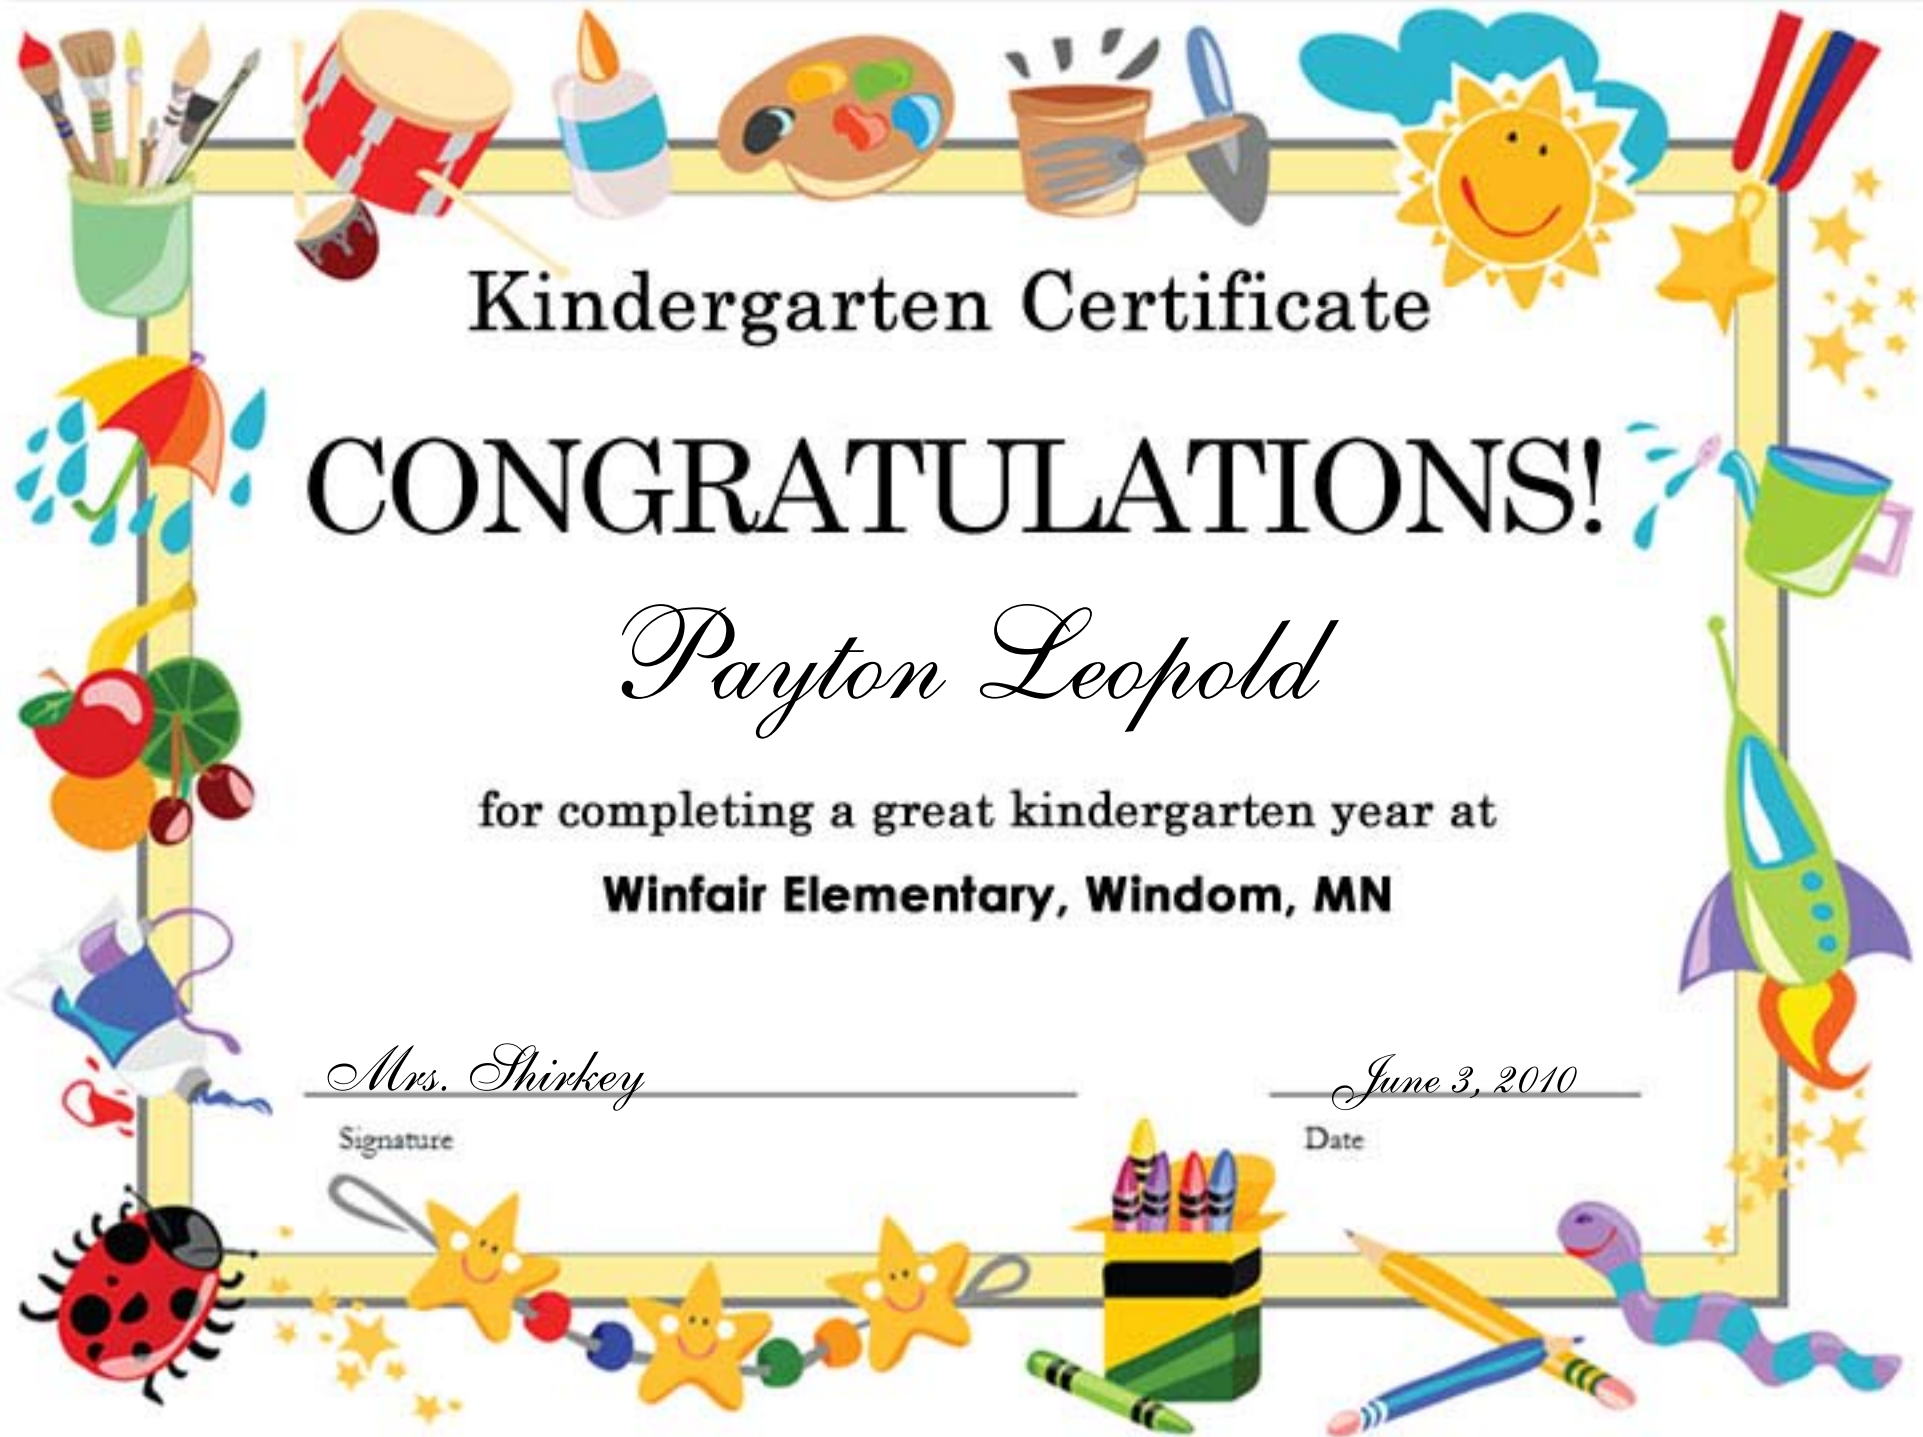 Kindergarten Certificate
CONGRATULATIONS!
Payton Leopold
for completing a great kindergarten year at
Winfair Elementary, Windom, MN
Mrs. Shirkey
June 3, 2010
Signature
Date